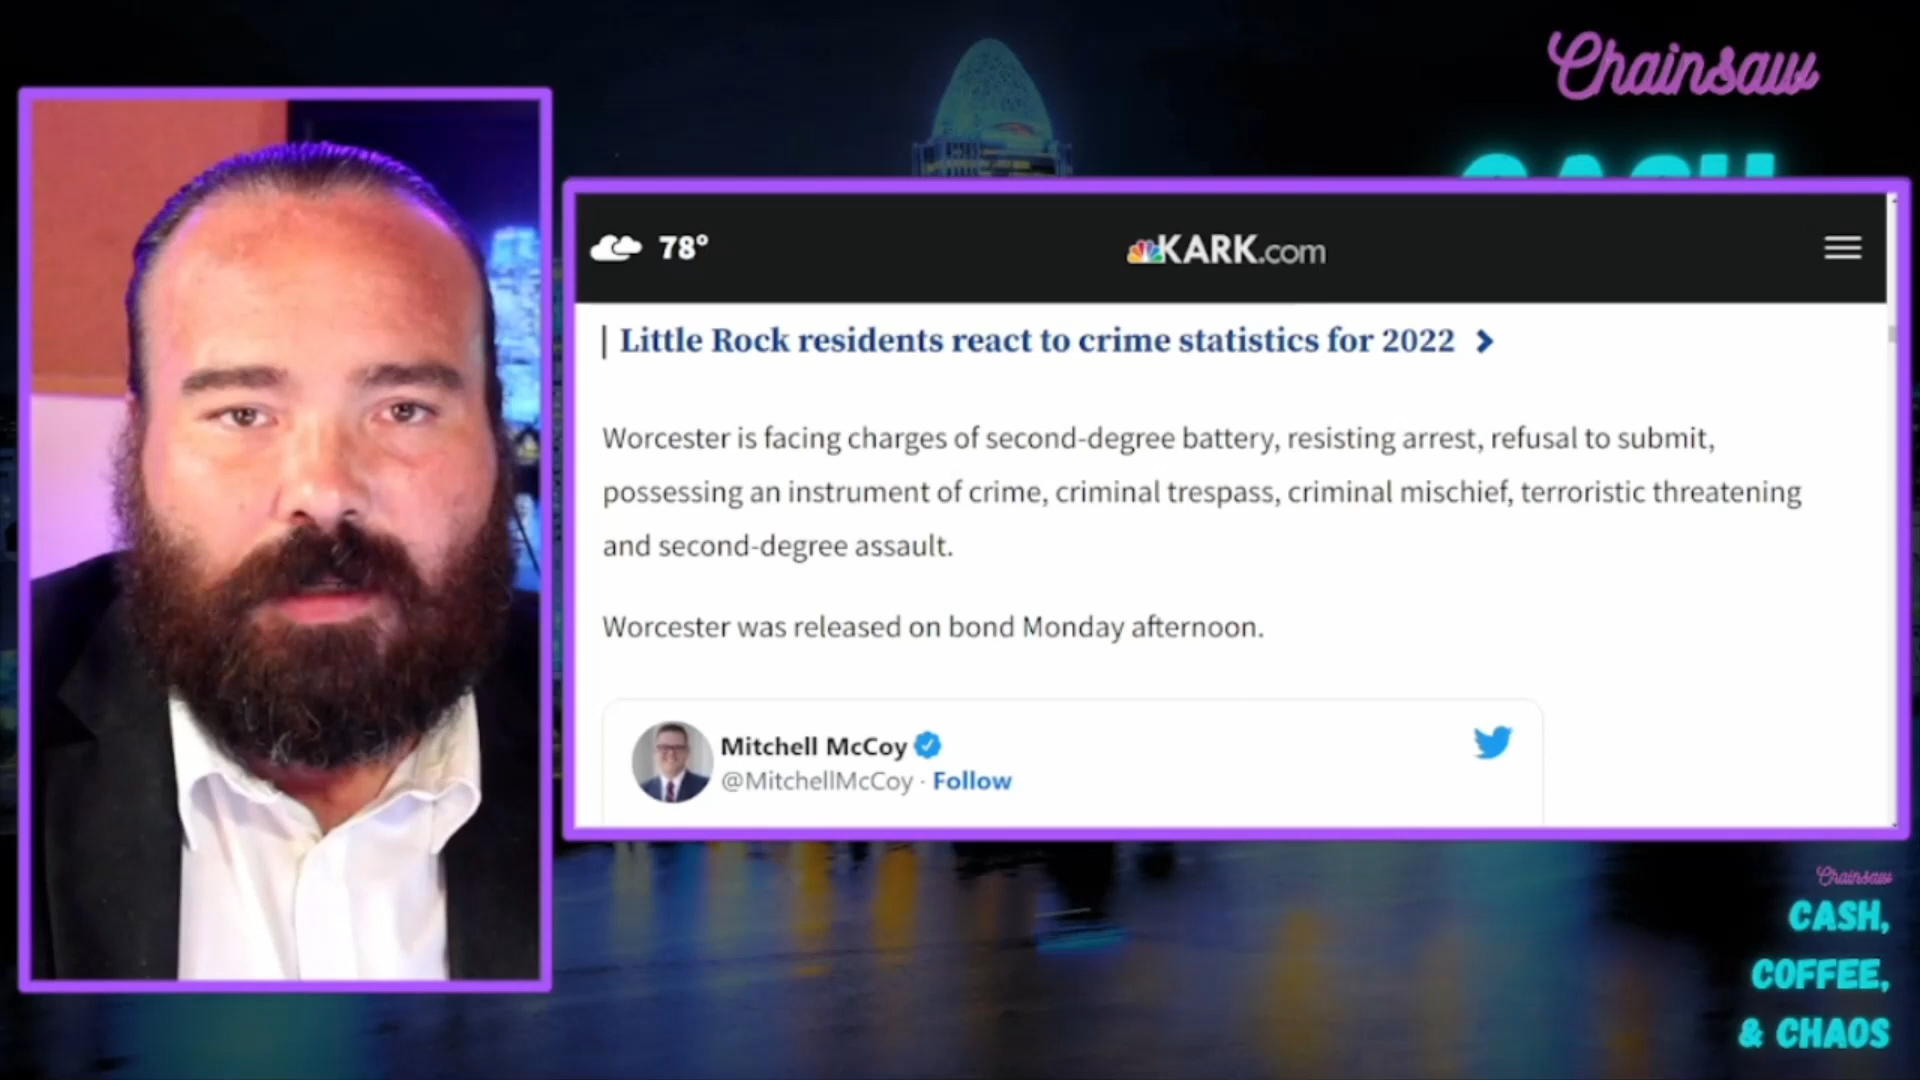 Chainsaw
78°
KARK.com
| Little Rock residents react to crime statistics for 2022 >
Worcester is facing charges of second-degree battery, resisting arrest, refusal to submit,
possessing an instrument of crime, criminal trespass, criminal mischief, terroristic threatening
and second-degree assault.
Worcester was released on bond Monday afternoon.
Mitchell McCoy
@MitchellMcCoy · Follow
Chainsaw
CASH,
COFFEE,
& CHAOS